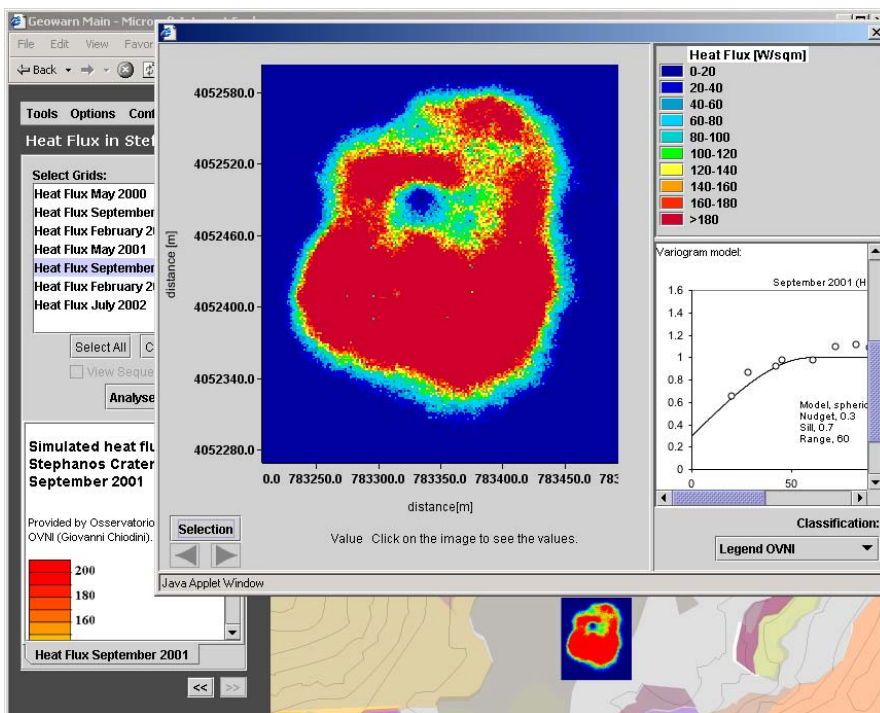 Geowarn Main - Micros
File Edit View Favor
Back
Tools Options Conf
Heat Flux in Stef
Select Grids:
Heat Flux May 2000
Heat Flux September
Heat Flux February 20
Heat Flux May 2001
Heat Flux September
Heat Flux February 20
Heat Flux July 2002
Select All C
View Seque
Analyse
Simulated heat flu
Stephanos Crater
September 2001
Provided by Osservatorio
OVNI (Giovanni Chiodini).
200
180
160
Heat Flux September 2001
<< >>
distance [m]
4052580.0
4052520.0
4052460.0
4052400.0
4052340.0
4052280.0
0.0 783250.0 783300.0 783350.0 783400.0 783450.0 783
distance[m]
Selection
Value Click on the image to see the values.
Java Applet Window
Heat Flux [W/sqm]
0-20
20-40
40-60
60-80
80-100
100-120
120-140
140-160
160-180
>180
Variogram model:
September 2001 (H
1.6
1.4
1.2
1
0.8
0.6
0.4
0.2
0
0 50
Model, spheric
Nudget, 0.3
Sill, 0.7
Range, 60
Classification:
Legend OVNI